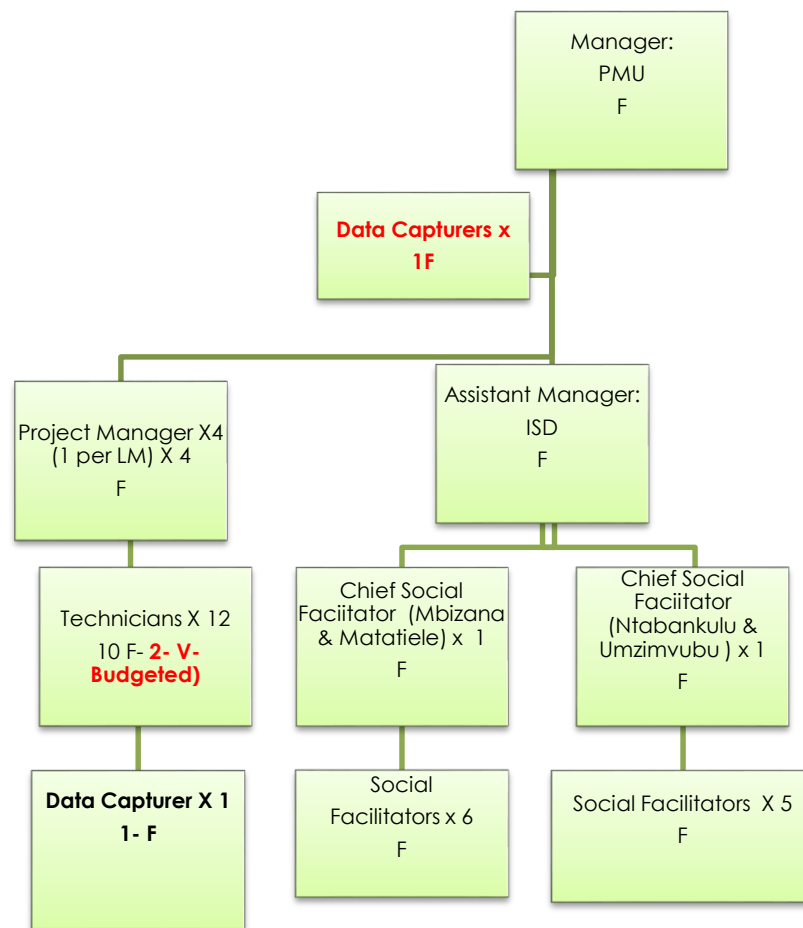 Manager:
PMU
F
Data Capturers x
1F
Project Manager X4
(1 per LM) X 4
F
Assistant Manager:
ISD
F
Technicians X 12
10 F- 2- V-
Budgeted)
Chief Social
Faciitator (Mbizana
& Matatiele) x 1
F
Chief Social
Faciitator
(Ntabankulu &
Umzimvubu ) x 1
F
Data Capturer X 1
1- F
Social
Facilitators x 6
F
Social Facilitators X 5
F